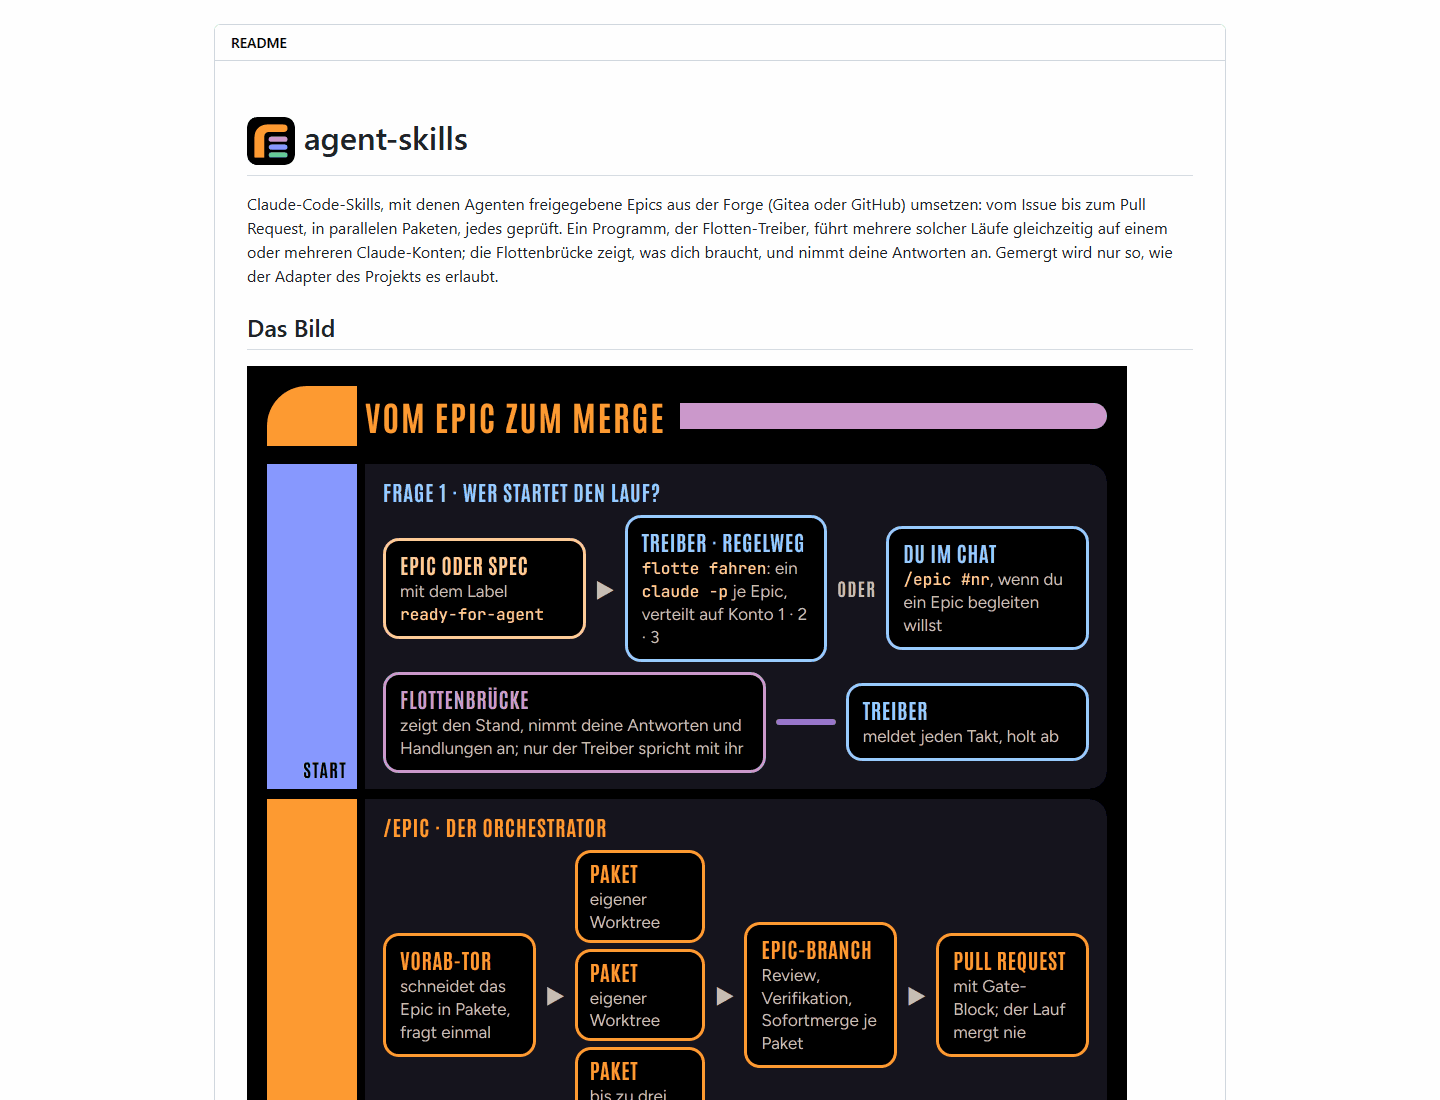 README
agent-skills
Claude-Code-Skills, mit denen Agenten freigegebene Epics aus der Forge (Gitea oder GitHub) umsetzen: vom Issue bis zum Pull
Request, in parallelen Paketen, jedes geprüft. Ein Programm, der Flotten-Treiber, führt mehrere solcher Läufe gleichzeitig auf einem
oder mehreren Claude-Konten; die Flottenbrücke zeigt, was dich braucht, und nimmt deine Antworten an. Gemergt wird nur so, wie
der Adapter des Projekts es erlaubt.
Das Bild
VOM EPIC ZUM MERGE
FRAGE 1 · WER STARTET DEN LAUF?
EPIC ODER SPEC
mit dem Label
ready-for-agent
TREIBER · REGELWEG
flotte fahren: ein
claude -p je Epic,
verteilt auf Konto 1 · 2
· 3
ODER
DU IM CHAT
/epic #nr, wenn du
ein Epic begleiten
willst
FLOTTENBRÜCKE
zeigt den Stand, nimmt deine Antworten und
Handlungen an; nur der Treiber spricht mit ihr
TREIBER
meldet jeden Takt, holt ab
START
/EPIC · DER ORCHESTRATOR
VORAB-TOR
schneidet das
Epic in Pakete,
fragt einmal
PAKET
eigener
Worktree
PAKET
eigener
Worktree
PAKET
bis zu drei
EPIC-BRANCH
Review,
Verifikation,
Sofortmerge je
Paket
PULL REQUEST
mit Gate-
Block; der Lauf
mergt nie